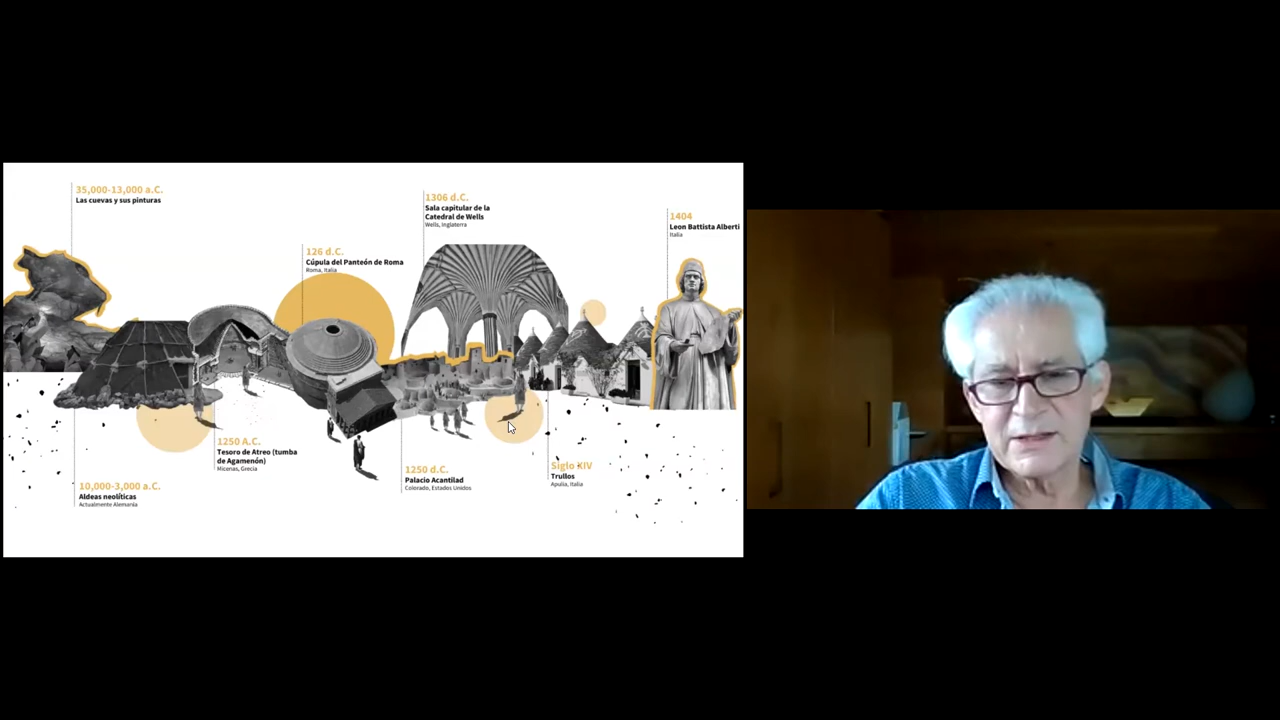 35,000-13,000 a.C.
Las cuevas y sus pinturas
126 d.C.
Cúpula del Panteón de Roma
Roma, Italia
1306 d.C.
Sala capitular de la
Catedral de Wells
Wells, Inglaterra
1404
Leon Battista Alberti
Italia
10,000-3,000 a.C.
Aldeas neolíticas
Actualmente Alemania
1250 A.C.
Tesoro de Atreo (tumba
de Agamenón)
Micenas, Grecia
1250 d.C.
Palacio Acantilad
Colorado, Estados Unidos
Siglo XIV
Trullos
Apulia, Italia